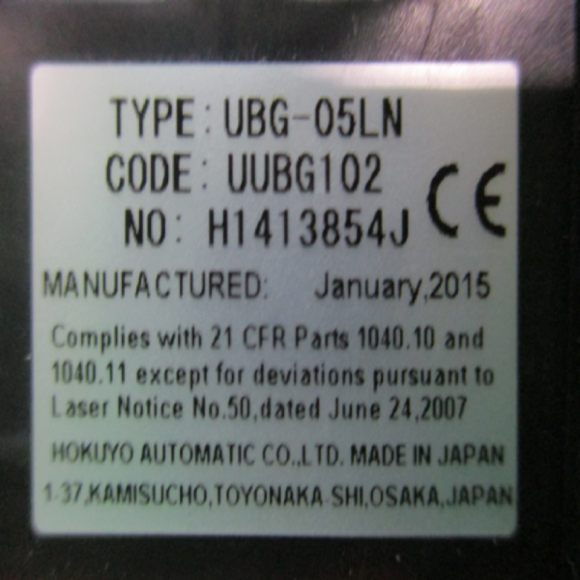 TYPE: UBG-05LN
CODE: UUBG102
NO: H1413854J
CE
MANUFACTURED: January,2015
Complies with 21 CFR Parts 1040.10 and
1040.11 except for deviations pursuant to
Laser Notice No.50,dated June 24,2007
HOKUYO AUTOMATIC CO.,LTD. MADE IN JAPAN
1-37,KAMISUCHO,TOYONAKA-SHI,OSAKA,JAPAN